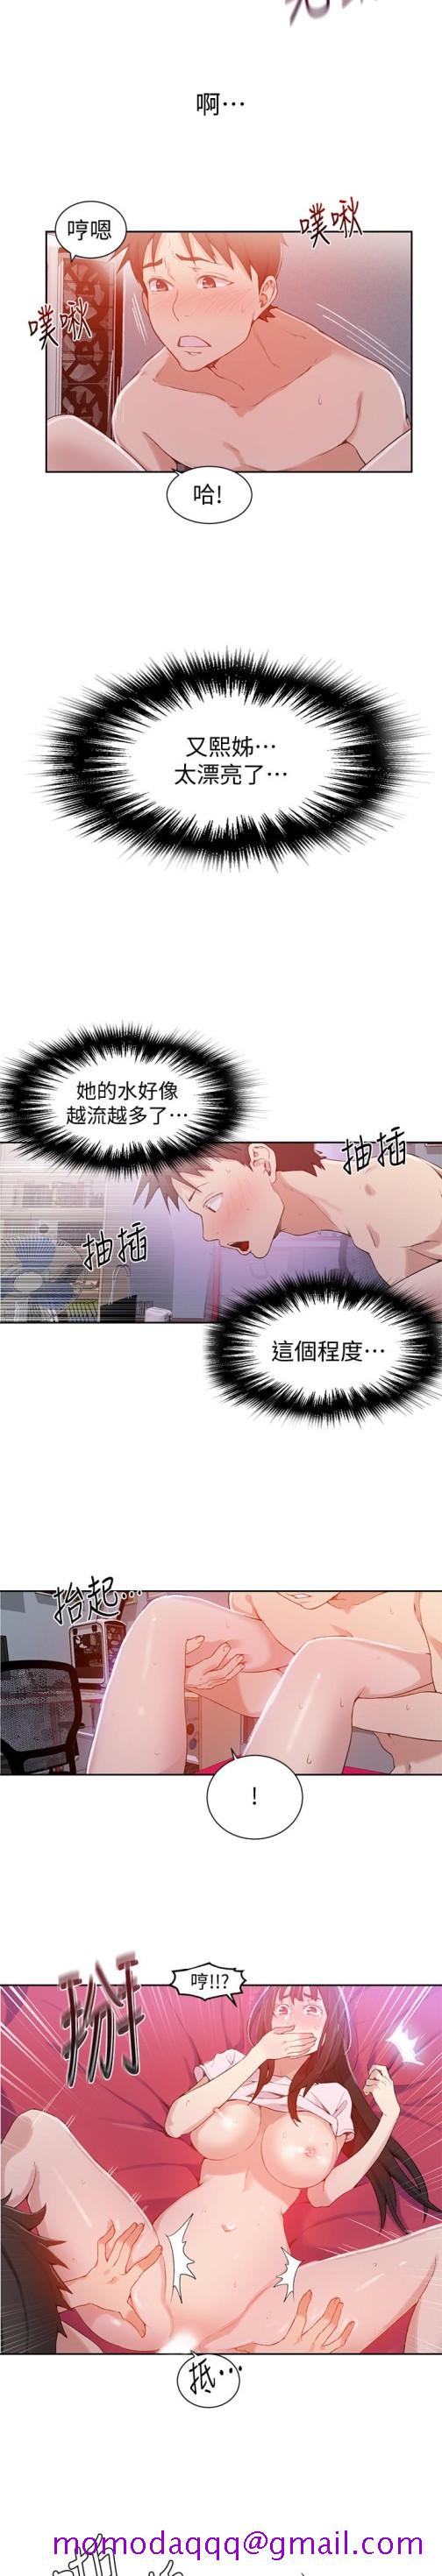 啊…
哼嗯
噗啾
噗啾
哈!
又熙姊…
太漂亮了…
她的水好像
越流越多了…
抽插
抽插
這個程度…
抬起…
!
哼!!?
掰
抵…
momodaqqq@gmail.com